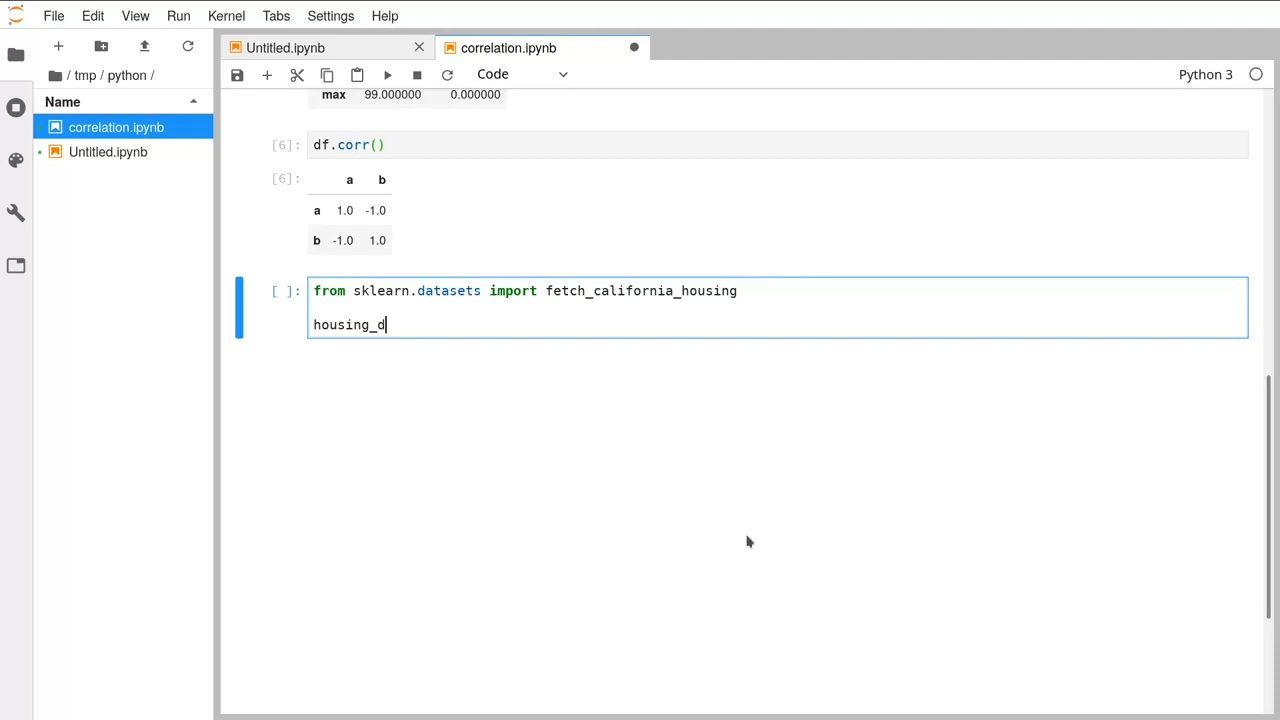 File Edit View Run Kernel Tabs Settings Help
Untitled.ipynb correlation.ipynb
Code Python 3
/ tmp / python /
Name
correlation.ipynb
Untitled.ipynb
max 99.000000 0.000000
[6]: df.corr()
[6]: a b
a 1.0 -1.0
b -1.0 1.0
[ ]: from sklearn.datasets import fetch_california_housing
housing_d